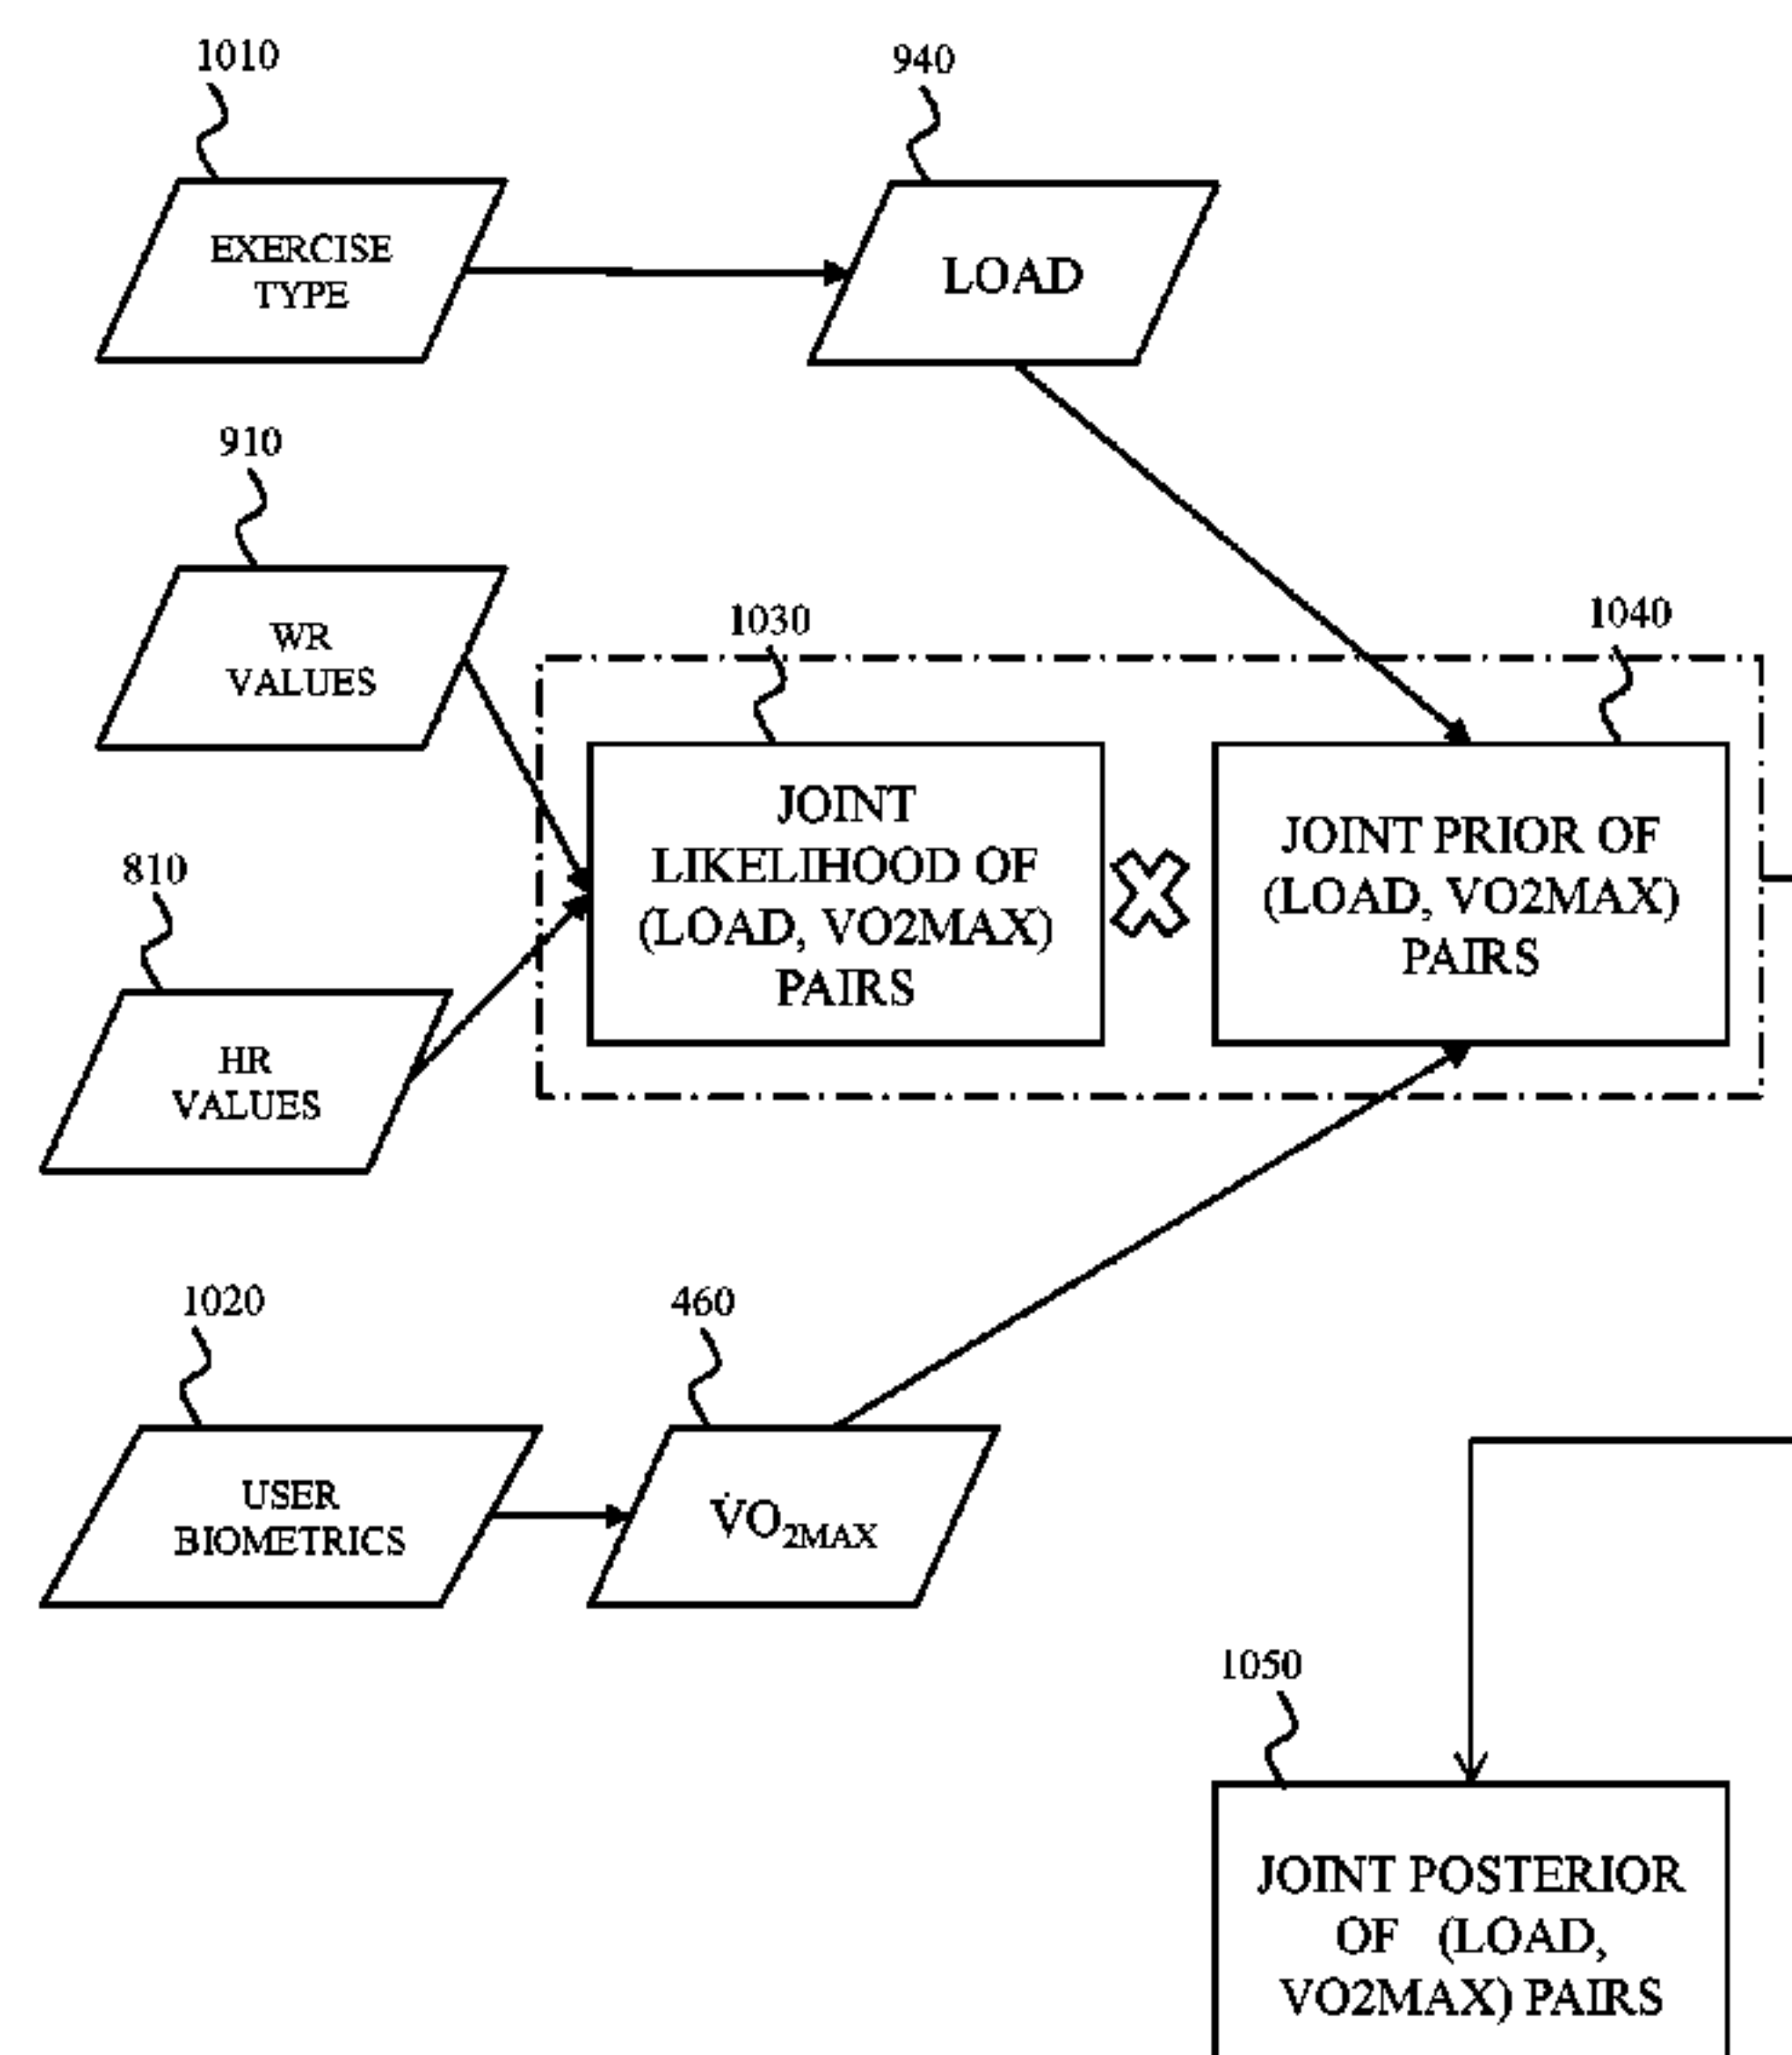 1010
940
EXERCISE
TYPE
LOAD
910
WR
VALUES
1030
1040
JOINT
LIKELIHOOD OF
(LOAD, VO2MAX)
PAIRS
JOINT PRIOR OF
(LOAD, VO2MAX)
PAIRS
810
HR
VALUES
1020
460
USER
BIOMETRICS
V̇O₂MAX
1050
JOINT POSTERIOR
OF (LOAD,
VO2MAX) PAIRS